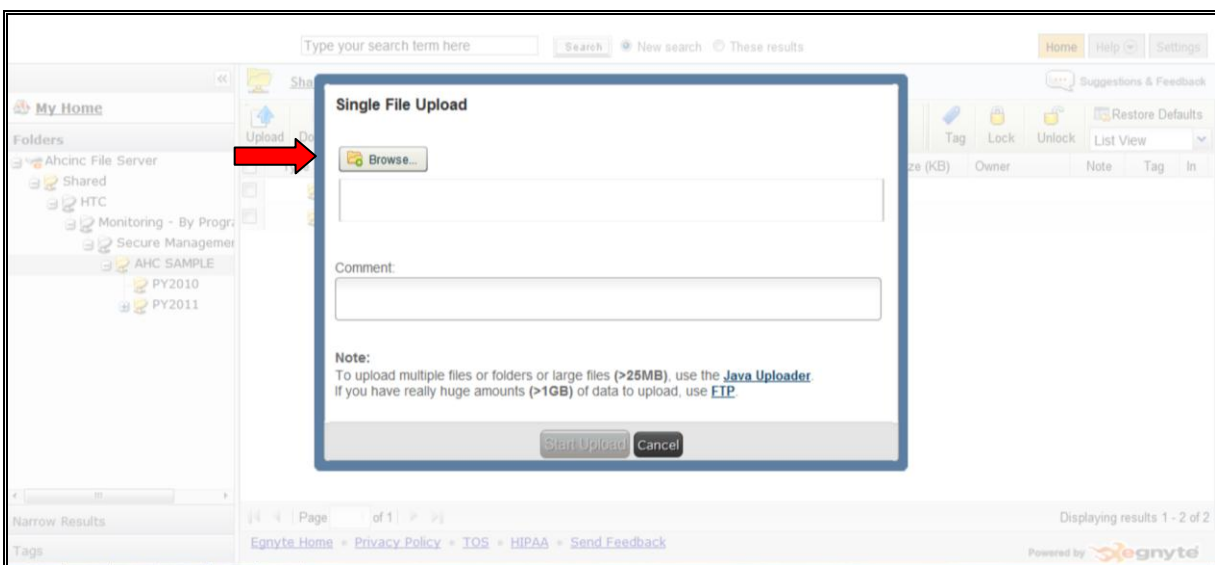 Type your search term here
Search
New search
These results
Home
Help
Settings
Sha
Suggestions & Feedback
My Home
Folders
Ahcinc File Server
Shared
HTC
Monitoring - By Progra
Secure Managemer
AHC SAMPLE
PY2010
PY2011
Upload
Do
Tag
Lock
Unlock
Restore Defaults
List View
ze (KB)
Owner
Note
Tag
In
Single File Upload
Browse...
Comment:
Note:
To upload multiple files or folders or large files (>25MB), use the Java Uploader.
If you have really huge amounts (>1GB) of data to upload, use FTP.
Start Upload
Cancel
Narrow Results
Tags
Page of 1
Displaying results 1 - 2 of 2
Egnyte Home • Privacy Policy • TOS • HIPAA • Send Feedback
Powered by egnyte